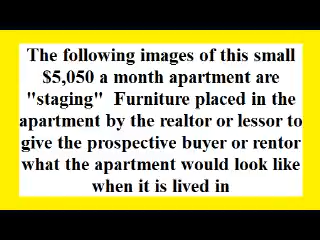 The following images of this small
$5,050 a month apartment are
"staging"  Furniture placed in the
apartment by the realtor or lessor to
give the prospective buyer or rentor
what the apartment would look like
when it is lived in